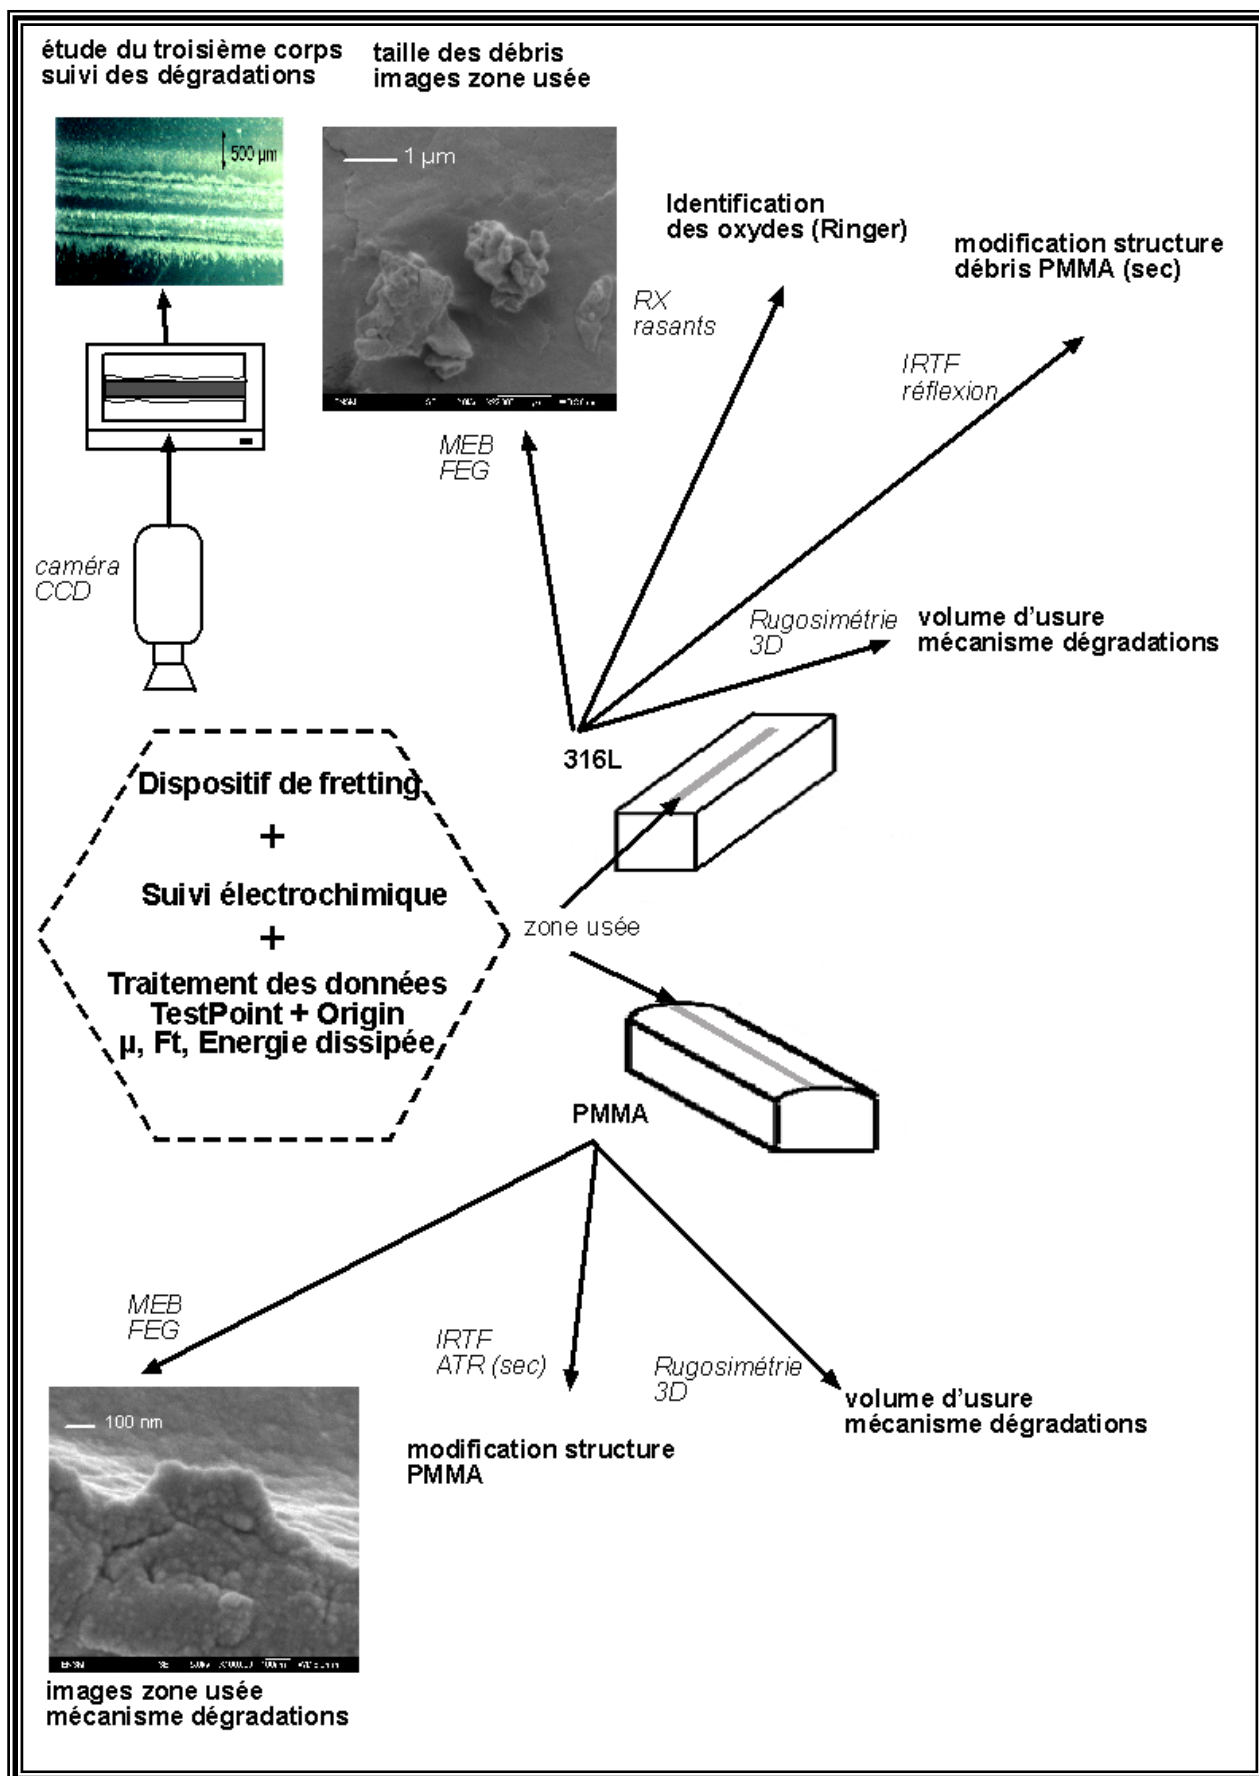 étude du troisième corps
suivi des dégradations
taille des débris
images zone usée
500 µm
1 µm
Identification
des oxydes (Ringer)
modification structure
débris PMMA (sec)
RX
rasants
IRTF
réflexion
MEB
FEG
caméra
CCD
Rugosimétrie
3D
volume d'usure
mécanisme dégradations
316L
Dispositif de fretting
+
Suivi électrochimique
+
Traitement des données
TestPoint + Origin
µ, Ft, Energie dissipée
zone usée
PMMA
MEB
FEG
IRTF
ATR (sec)
Rugosimétrie
3D
volume d'usure
mécanisme dégradations
modification structure
PMMA
100 nm
images zone usée
mécanisme dégradations